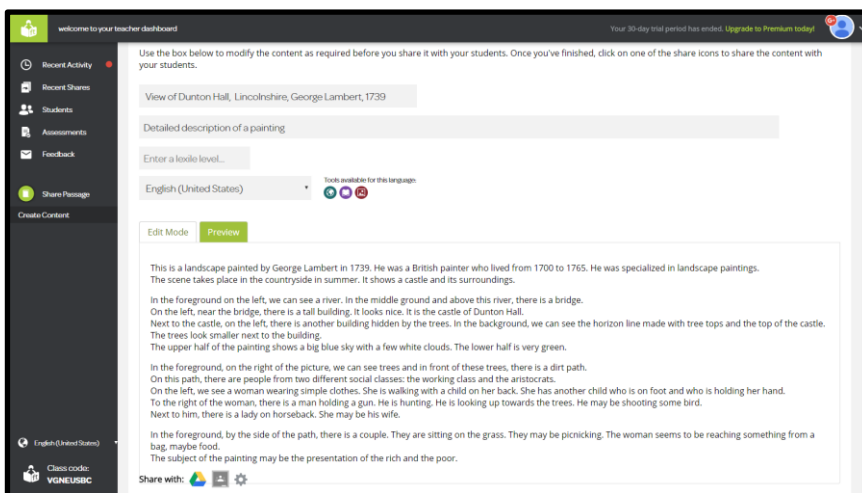 welcome to your teacher dashboard
Your 30-day trial period has ended. Upgrade to Premium today!
G+
Recent Activity
Recent Shares
Students
Assessments
Feedback
Share Passage
Create Content
English (United States)
Class code:
VGNEUSBC
Use the box below to modify the content as required before you share it with your students. Once you've finished, click on one of the share icons to share the content with
your students.
View of Dunton Hall, Lincolnshire, George Lambert, 1739
Detailed description of a painting
Enter a lexile level...
English (United States)
Tools available for this language:
Edit Mode
Preview
This is a landscape painted by George Lambert in 1739. He was a British painter who lived from 1700 to 1765. He was specialized in landscape paintings.
The scene takes place in the countryside in summer. It shows a castle and its surroundings.
In the foreground on the left, we can see a river. In the middle ground and above this river, there is a bridge.
On the left, near the bridge, there is a tall building. It looks nice. It is the castle of Dunton Hall.
Next to the castle, on the left, there is another building hidden by the trees. In the background, we can see the horizon line made with tree tops and the top of the castle.
The trees look smaller next to the building.
The upper half of the painting shows a big blue sky with a few white clouds. The lower half is very green.
In the foreground, on the right of the picture, we can see trees and in front of these trees, there is a dirt path.
On this path, there are people from two different social classes: the working class and the aristocrats.
On the left, we see a woman wearing simple clothes. She is walking with a child on her back. She has another child who is on foot and who is holding her hand.
To the right of the woman, there is a man holding a gun. He is hunting. He is looking up towards the trees. He may be shooting some bird.
Next to him, there is a lady on horseback. She may be his wife.
In the foreground, by the side of the path, there is a couple. They are sitting on the grass. They may be picnicking. The woman seems to be reaching something from a
bag, maybe food.
The subject of the painting may be the presentation of the rich and the poor.
Share with: